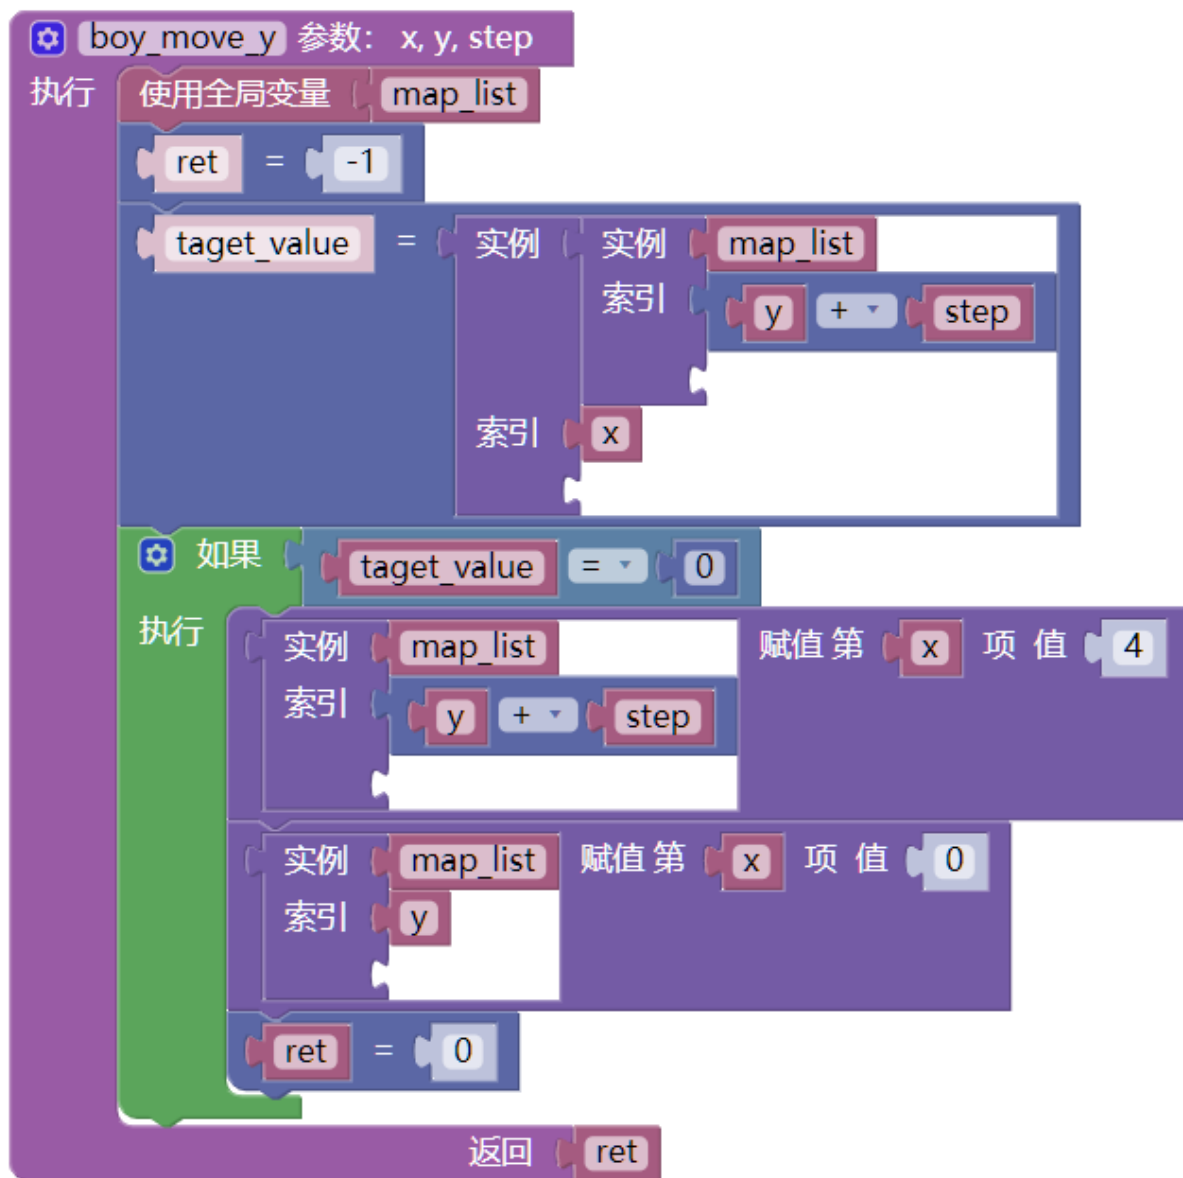 boy_move_y 参数： x, y, step
执行 使用全局变量 map_list
ret = -1
taget_value = 实例 实例 map_list
索引 y + step
索引 x
如果 taget_value = 0
执行 实例 map_list 赋值 第 x 项 值 4
索引 y + step
实例 map_list 赋值 第 x 项 值 0
索引 y
ret = 0
返回 ret